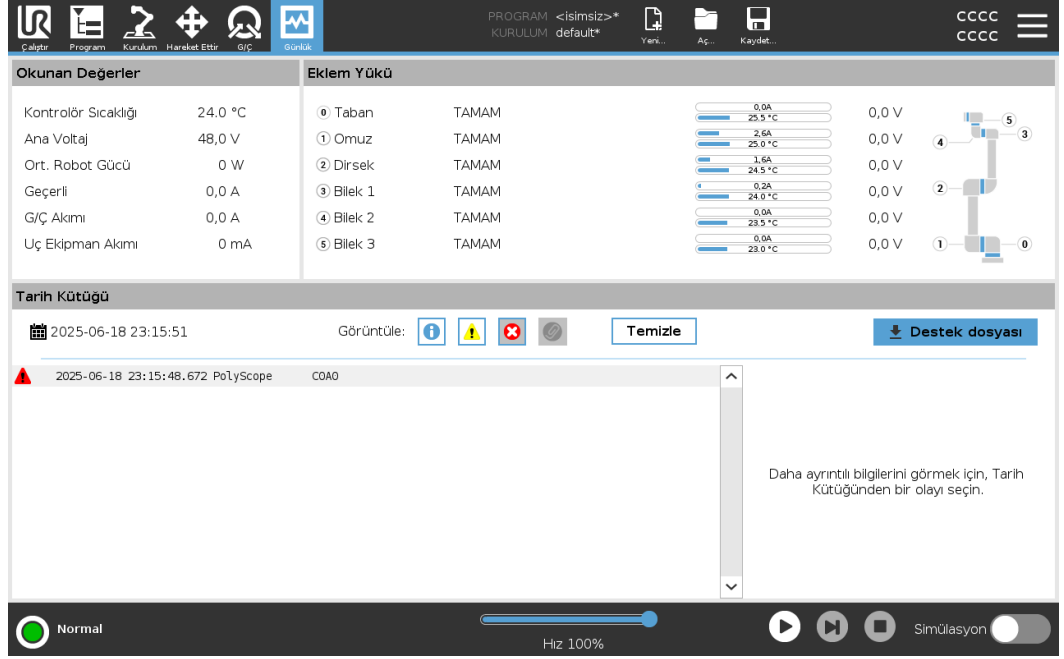 PROGRAM <isimsiz>*
KURULUM default*
Çalıştır Program Kurulum Hareket Ettir G/Ç Günlük Yeni... Aç... Kaydet...
CCCC
CCCC
Okunan Değerler
Kontrolör Sıcaklığı 24.0 °C
Ana Voltaj 48,0 V
Ort. Robot Gücü 0 W
Geçerli 0,0 A
G/Ç Akımı 0,0 A
Uç Ekipman Akımı 0 mA
Eklem Yükü
0 Taban TAMAM 0,0A 25.5 °C 0,0 V
1 Omuz TAMAM 2,6A 25.0 °C 0,0 V
2 Dirsek TAMAM 1,6A 24.5 °C 0,0 V
3 Bilek 1 TAMAM 0,2A 24.0 °C 0,0 V
4 Bilek 2 TAMAM 0,0A 23.5 °C 0,0 V
5 Bilek 3 TAMAM 0,0A 23.0 °C 0,0 V
5
4 3
2
1 0
Tarih Kütüğü
2025-06-18 23:15:51 Görüntüle: Temizle Destek dosyası
2025-06-18 23:15:48.672 PolyScope C0A0
Daha ayrıntılı bilgilerini görmek için, Tarih
Kütüğünden bir olayı seçin.
Normal
Hız 100%
Simülasyon